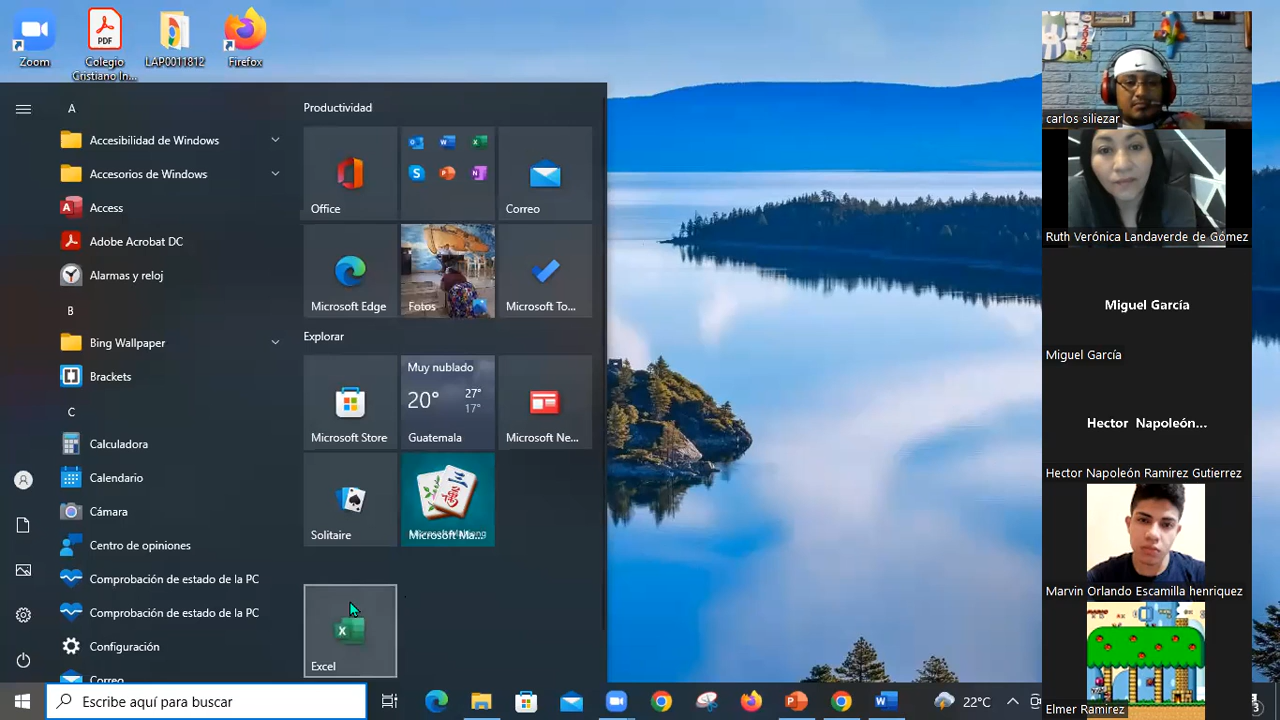 Zoom
PDF
Colegio
Cristiano In...
LAP0011812
Firefox
A
Accesibilidad de Windows
Accesorios de Windows
Access
Adobe Acrobat DC
Alarmas y reloj
B
Bing Wallpaper
Brackets
C
Calculadora
Calendario
Cámara
Centro de opiniones
Comprobación de estado de la PC
Comprobación de estado de la PC
Configuración
Correo
Productividad
Office
Correo
Microsoft Edge
Fotos
Microsoft To...
Explorar
Microsoft Store
Muy nublado
20°
27°
17°
Guatemala
Microsoft Ne...
Solitaire
Microsoft Ma...
Excel
Escribe aquí para buscar
22°C
carlos siliezar
Ruth Verónica Landaverde de Gómez
Miguel García
Miguel García
Hector Napoleón...
Hector Napoleón Ramirez Gutierrez
Marvin Orlando Escamilla henriquez
Elmer Ramirez